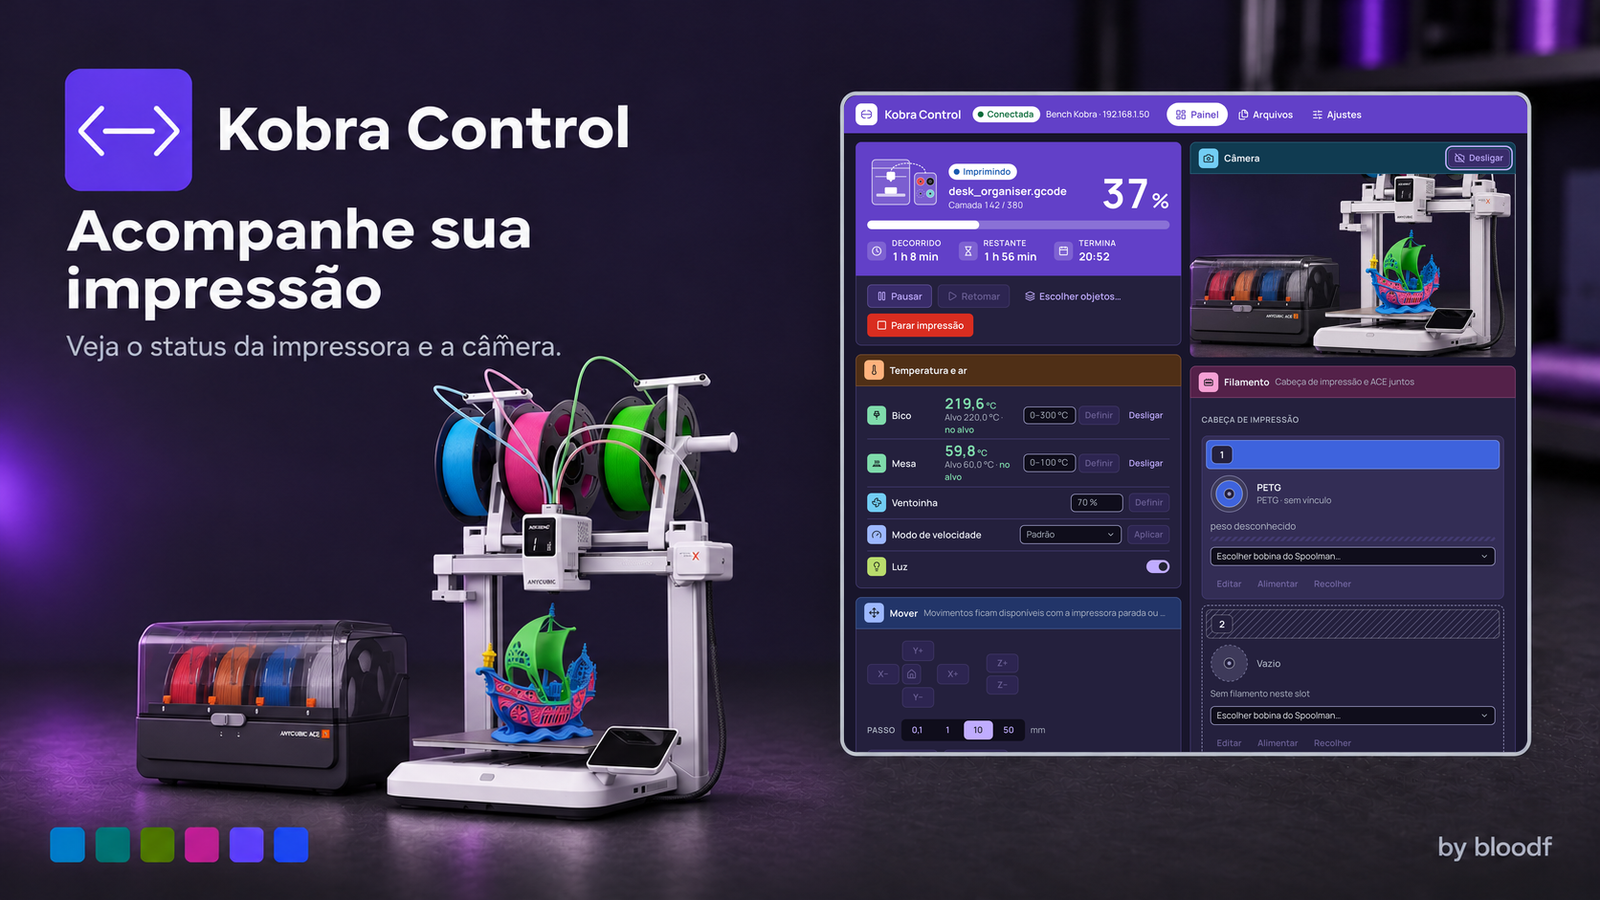 Kobra Control
Acompanhe sua
impressão
Veja o status da impressora e a câm̃era.
ANYCUBIC
X
ANYCUBIC ACE
by bloodf
Kobra Control
Conectada
Bench Kobra · 192.168.1.50
Painel
Arquivos
Ajustes
Imprimindo
desk_organiser.gcode
Camada 142 / 380
37 %
DECORRIDO
1 h 8 min
RESTANTE
1 h 56 min
TERMINA
20:52
Pausar
Retomar
Escolher objetos...
Parar impressão
Temperatura e ar
Bico
219,6 °C
Alvo 220,0 °C ·
no alvo
0–300 °C
Definir
Desligar
Mesa
59,8 °C
Alvo 60,0 °C · no
alvo
0–100 °C
Definir
Desligar
Ventoinha
70 %
Definir
Modo de velocidade
Padrão
Aplicar
Luz
Mover
Movimentos ficam disponíveis com a impressora parada ou ...
Y+
X−
X+
Y−
Z+
Z−
PASSO
0,1
1
10
50
mm
Câmera
Desligar
ANYCUBIC
ANYCUBIC ACE
Filamento
Cabeça de impressão e ACE juntos
CABEÇA DE IMPRESSÃO
1
PETG
PETG · sem vínculo
peso desconhecido
Escolher bobina do Spoolman...
Editar
Alimentar
Recolher
2
Vazio
Sem filamento neste slot
Escolher bobina do Spoolman...
Editar
Alimentar
Recolher